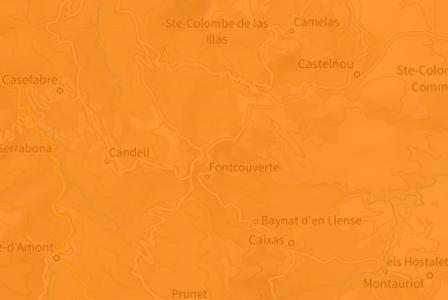 Ste-Colombe de las
Illas
Camélas
Castelnou
Ste-Colom
Comm
Casefabre
Serrabona
Candell
Fontcouverte
Baynat d'en Llense
Caixas
e-d'Amont
els Hostalet
Montauriol
Prunet